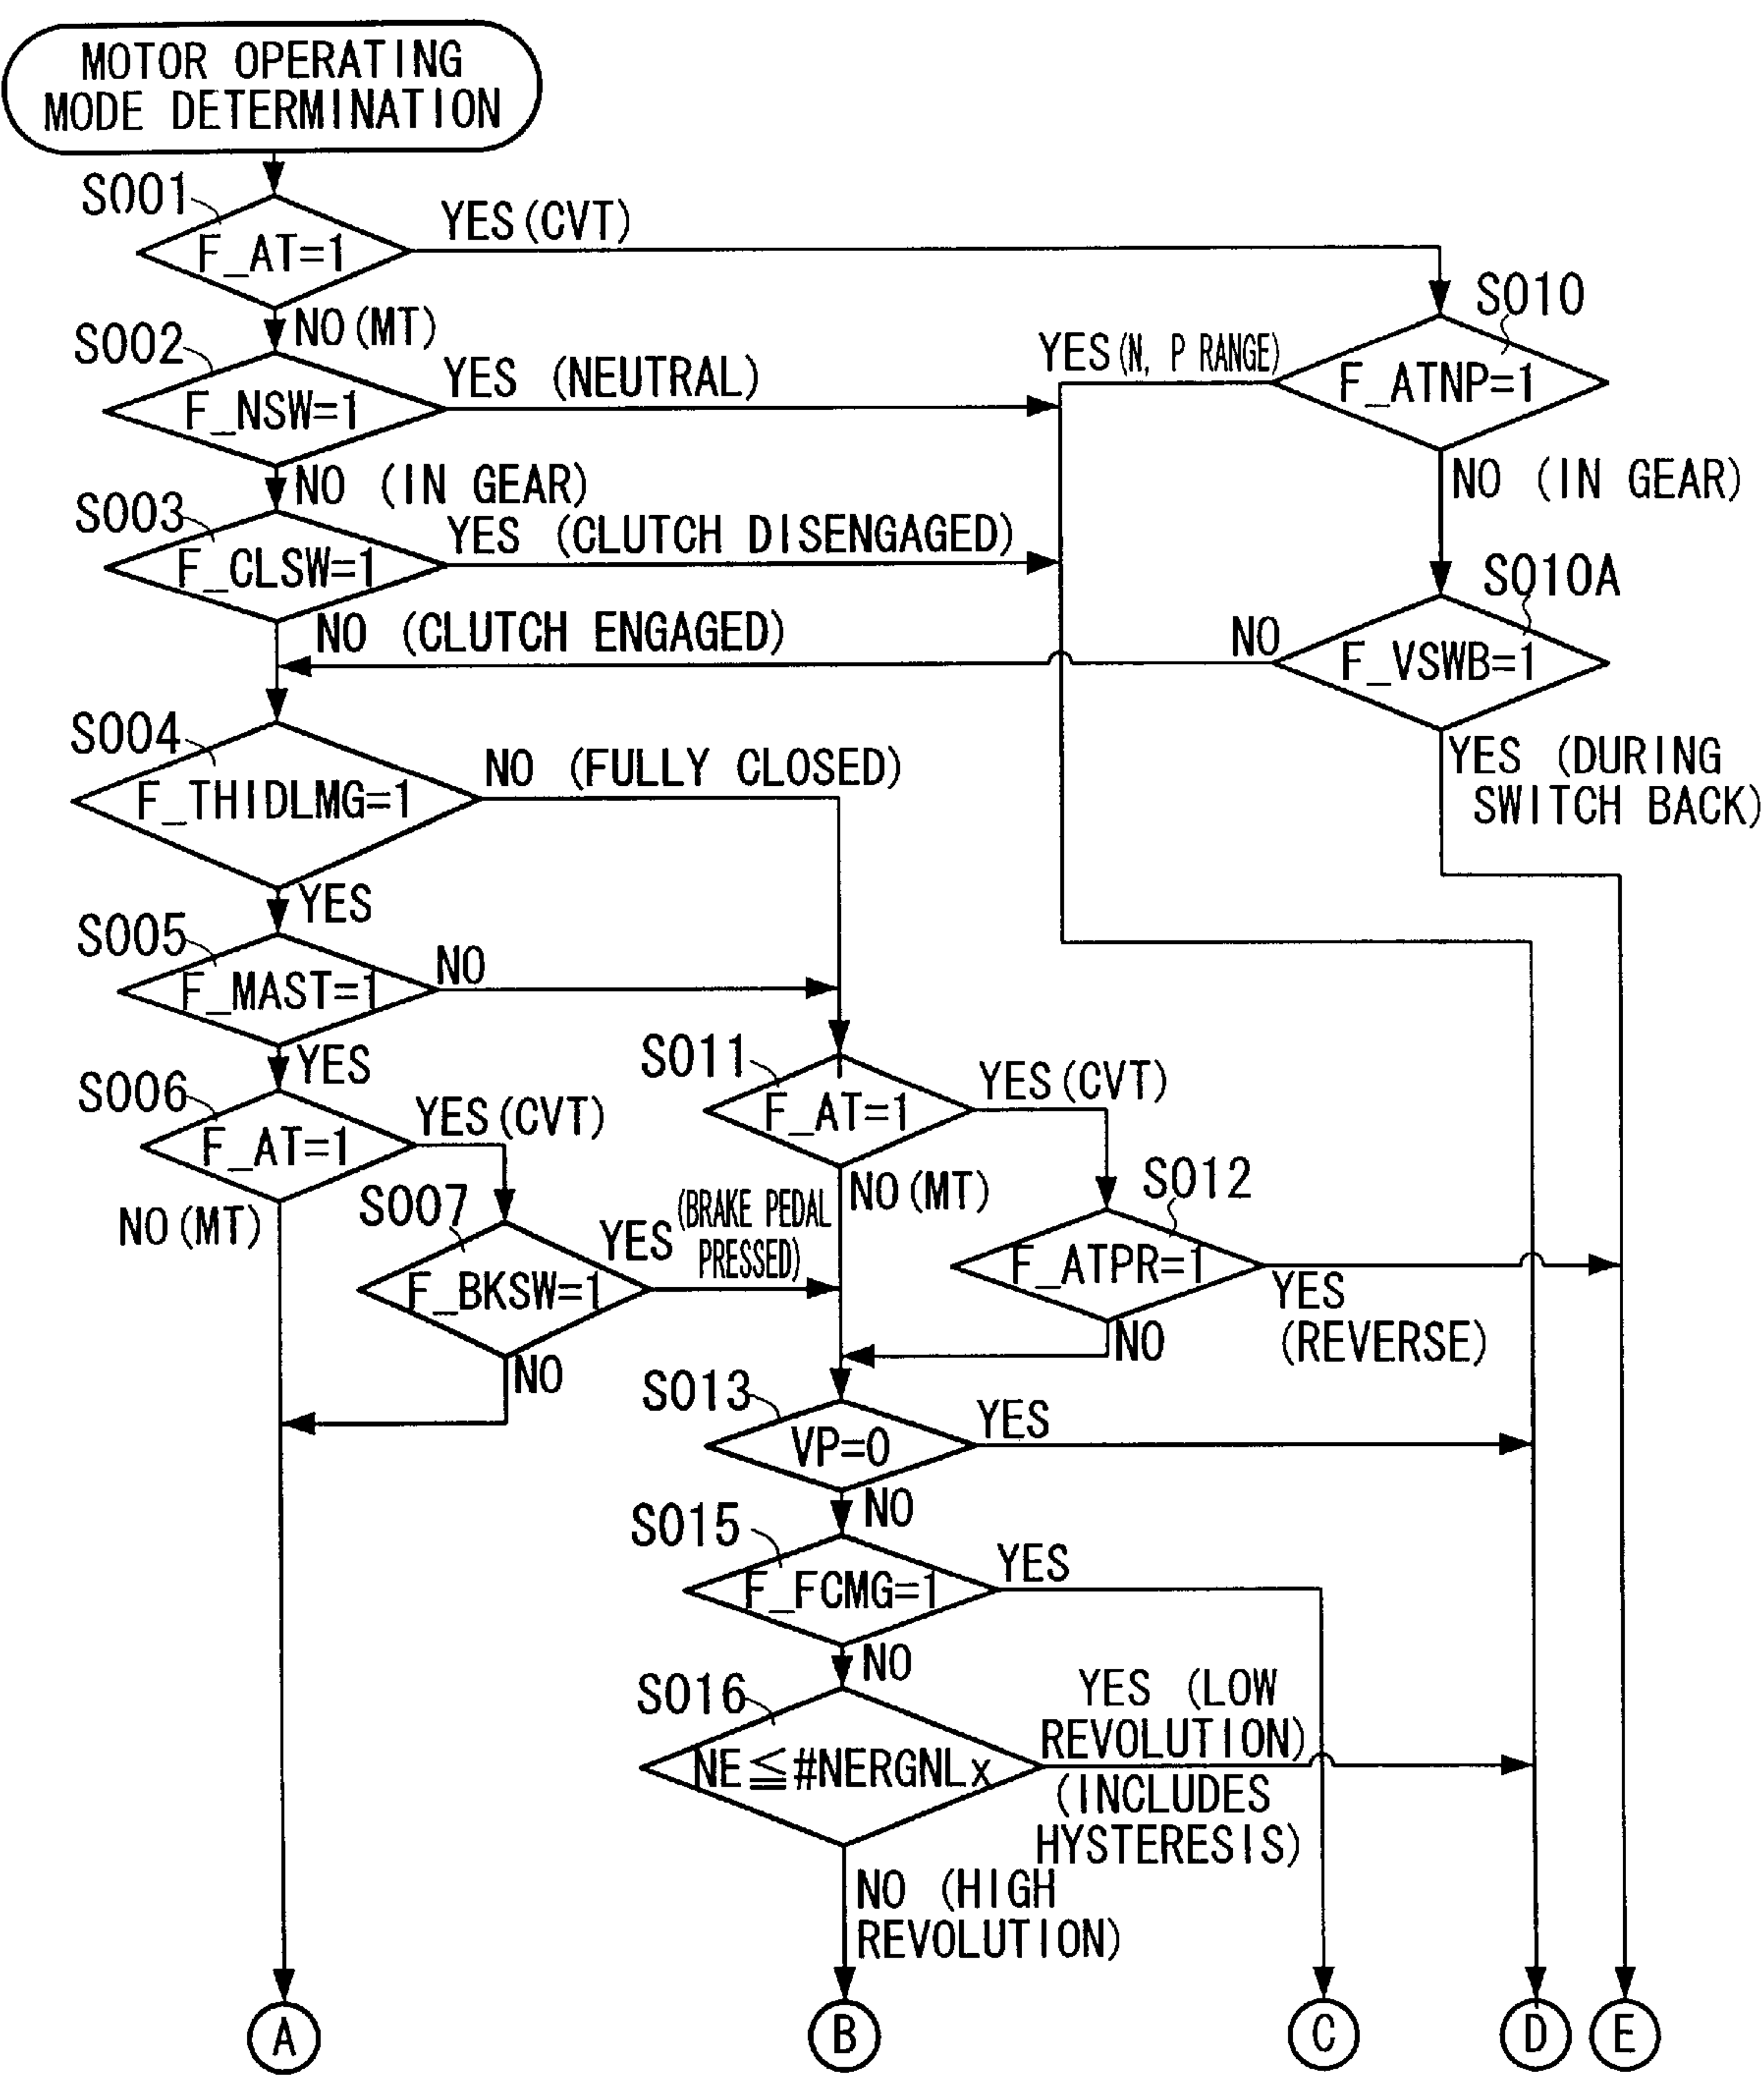 MOTOR OPERATING
MODE DETERMINATION
S001
F_AT=1
YES(CVT)
NO(MT)
S010
F_ATNP=1
YES(N, P RANGE)
NO (IN GEAR)
S002
F_NSW=1
YES (NEUTRAL)
NO (IN GEAR)
S003
F_CLSW=1
YES (CLUTCH DISENGAGED)
NO (CLUTCH ENGAGED)
S010A
F_VSWB=1
NO
YES (DURING
SWITCH BACK)
S004
F_THIDLMG=1
NO (FULLY CLOSED)
YES
S005
F_MAST=1
NO
YES
S006
F_AT=1
YES(CVT)
NO(MT)
S007
F_BKSW=1
YES
(BRAKE PEDAL
PRESSED)
NO
S011
F_AT=1
YES(CVT)
NO(MT)
S012
F_ATPR=1
YES
(REVERSE)
NO
S013
VP=0
YES
NO
S015
F_FCMG=1
YES
NO
S016
NE≦#NERGNLx
YES (LOW
REVOLUTION)
(INCLUDES
HYSTERESIS)
NO (HIGH
REVOLUTION)
A
B
C
D
E